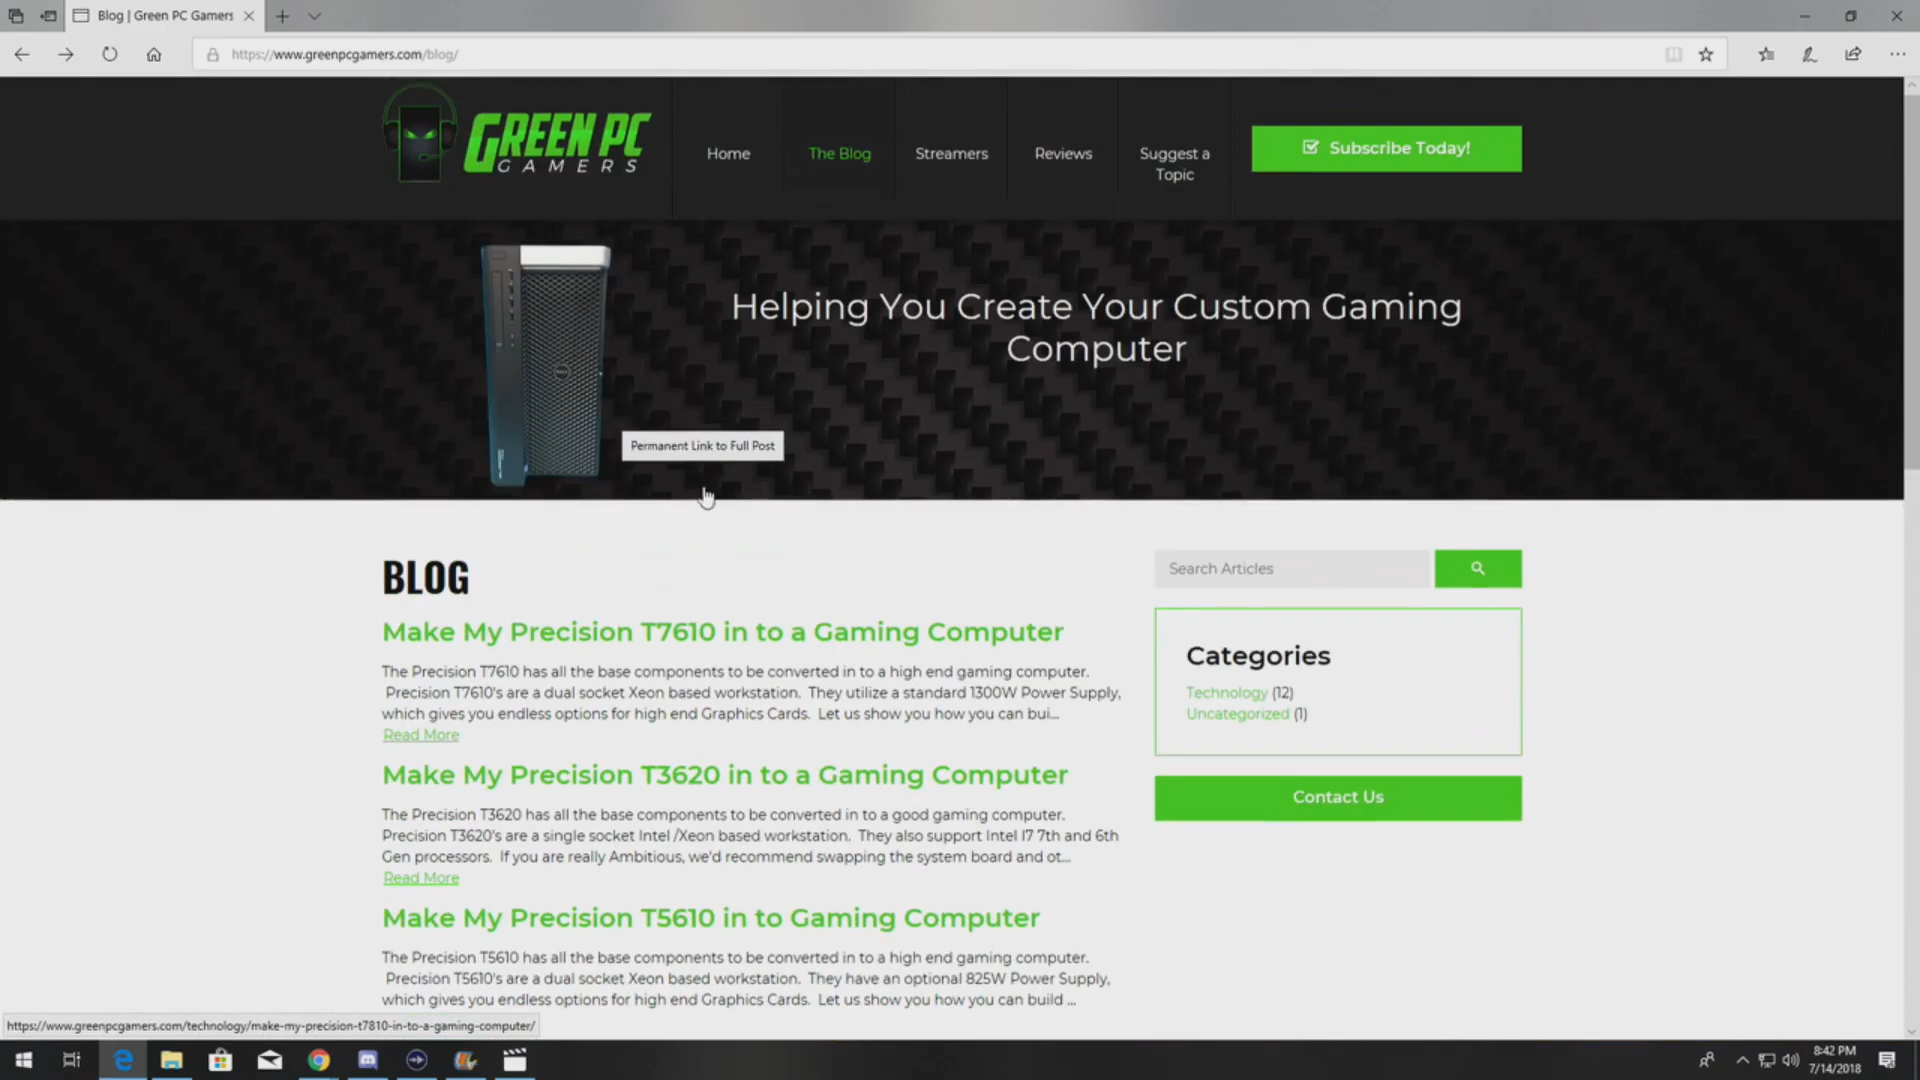 Blog | Green PC Gamers
https://www.greenpcgamers.com/blog/
GREEN PC
GAMERS
Home
The Blog
Streamers
Reviews
Suggest a
Topic
Subscribe Today!
Helping You Create Your Custom Gaming
Computer
Permanent Link to Full Post
BLOG
Make My Precision T7610 in to a Gaming Computer
The Precision T7610 has all the base components to be converted in to a high end gaming computer.
Precision T7610's are a dual socket Xeon based workstation. They utilize a standard 1300W Power Supply,
which gives you endless options for high end Graphics Cards. Let us show you how you can bui...
Read More
Make My Precision T3620 in to a Gaming Computer
The Precision T3620 has all the base components to be converted in to a good gaming computer.
Precision T3620's are a single socket Intel /Xeon based workstation. They also support Intel I7 7th and 6th
Gen processors. If you are really Ambitious, we'd recommend swapping the system board and ot...
Read More
Make My Precision T5610 in to Gaming Computer
The Precision T5610 has all the base components to be converted in to a high end gaming computer.
Precision T5610's are a dual socket Xeon based workstation. They have an optional 825W Power Supply,
which gives you endless options for high end Graphics Cards. Let us show you how you can build ...
Search Articles
Categories
Technology (12)
Uncategorized (1)
Contact Us
https://www.greenpcgamers.com/technology/make-my-precision-t7810-in-to-a-gaming-computer/
8:42 PM
7/14/2018